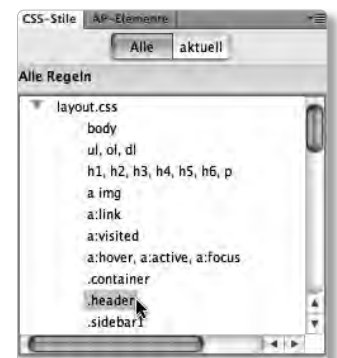 CSS-Stile AP-Elemente
Alle aktuell
Alle Regeln
layout.css
body
ul, ol, dl
h1, h2, h3, h4, h5, h6, p
a img
a:link
a:visited
a:hover, a:active, a:focus
.container
.header
.sidebar1